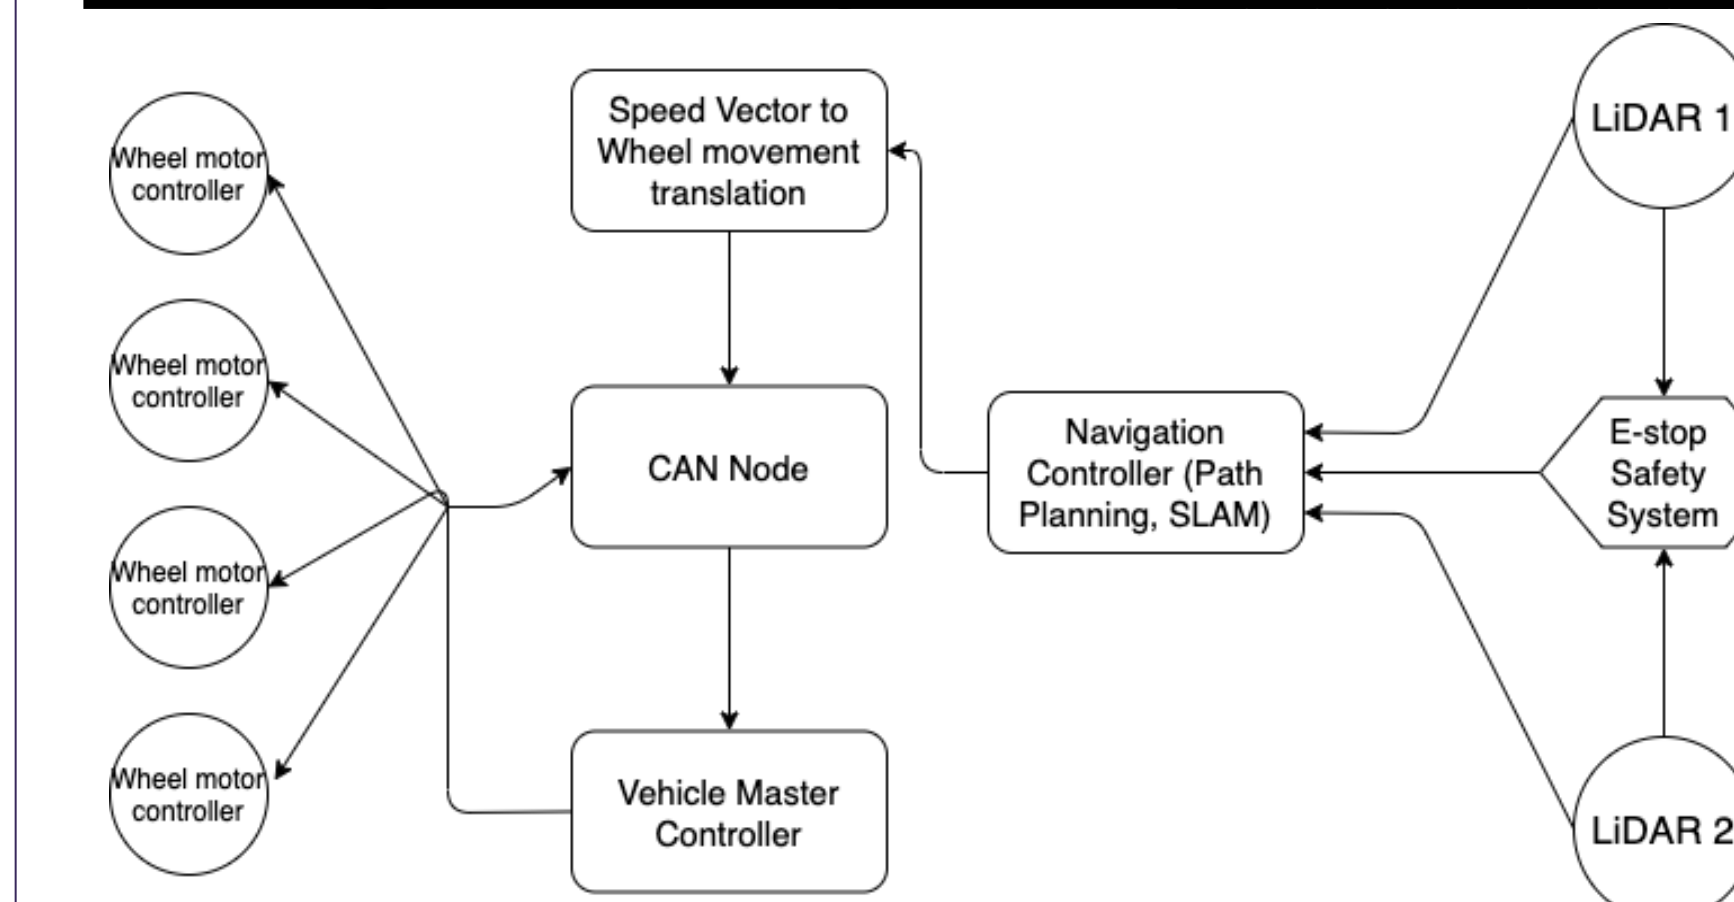 Wheel motor
controller
Wheel motor
controller
Wheel motor
controller
Wheel motor
controller
Speed Vector to
Wheel movement
translation
CAN Node
Vehicle Master
Controller
Navigation
Controller (Path
Planning, SLAM)
LiDAR 1
E-stop
Safety
System
LiDAR 2